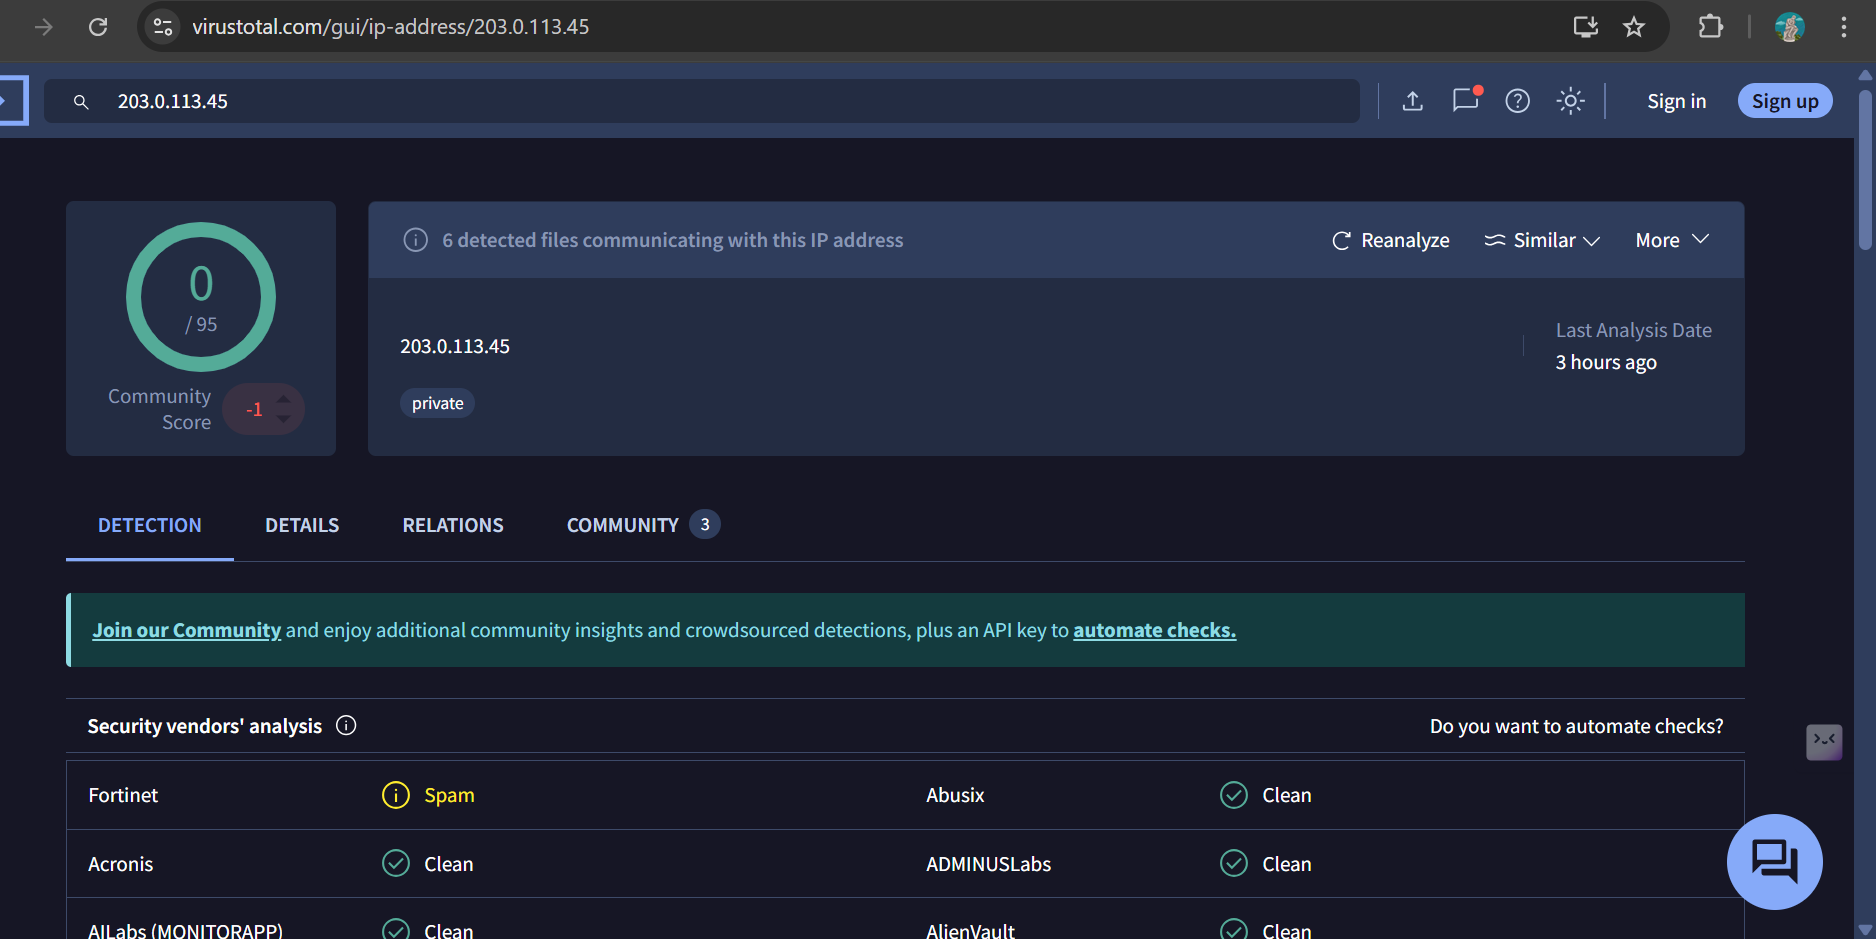 virustotal.com/gui/ip-address/203.0.113.45
203.0.113.45
Sign in
Sign up
0
/ 95
Community
Score
-1
6 detected files communicating with this IP address
Reanalyze
Similar
More
203.0.113.45
private
Last Analysis Date
3 hours ago
DETECTION
DETAILS
RELATIONS
COMMUNITY 3
Join our Community and enjoy additional community insights and crowdsourced detections, plus an API key to automate checks.
Security vendors' analysis
Do you want to automate checks?
Fortinet
Spam
Abusix
Clean
Acronis
Clean
ADMINUSLabs
Clean
AILabs (MONITORAPP)
Clean
AlienVault
Clean